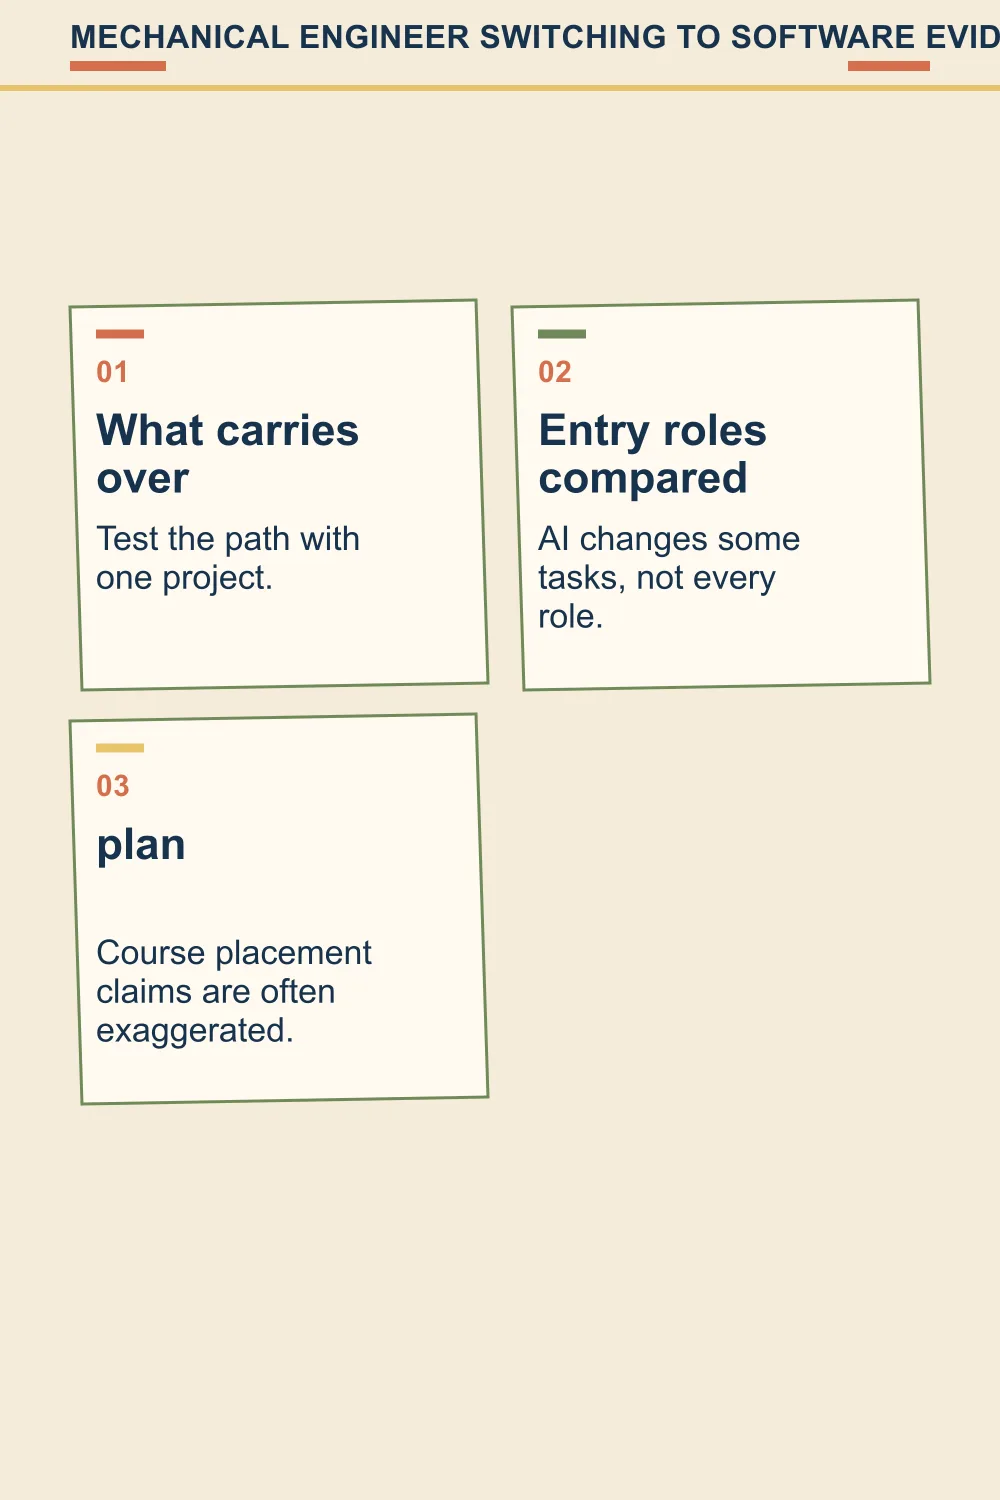 MECHANICAL ENGINEER SWITCHING TO SOFTWARE EVID
01
What carries
over
Test the path with
one project.
02
Entry roles
compared
AI changes some
tasks, not every
role.
03
plan
Course placement
claims are often
exaggerated.